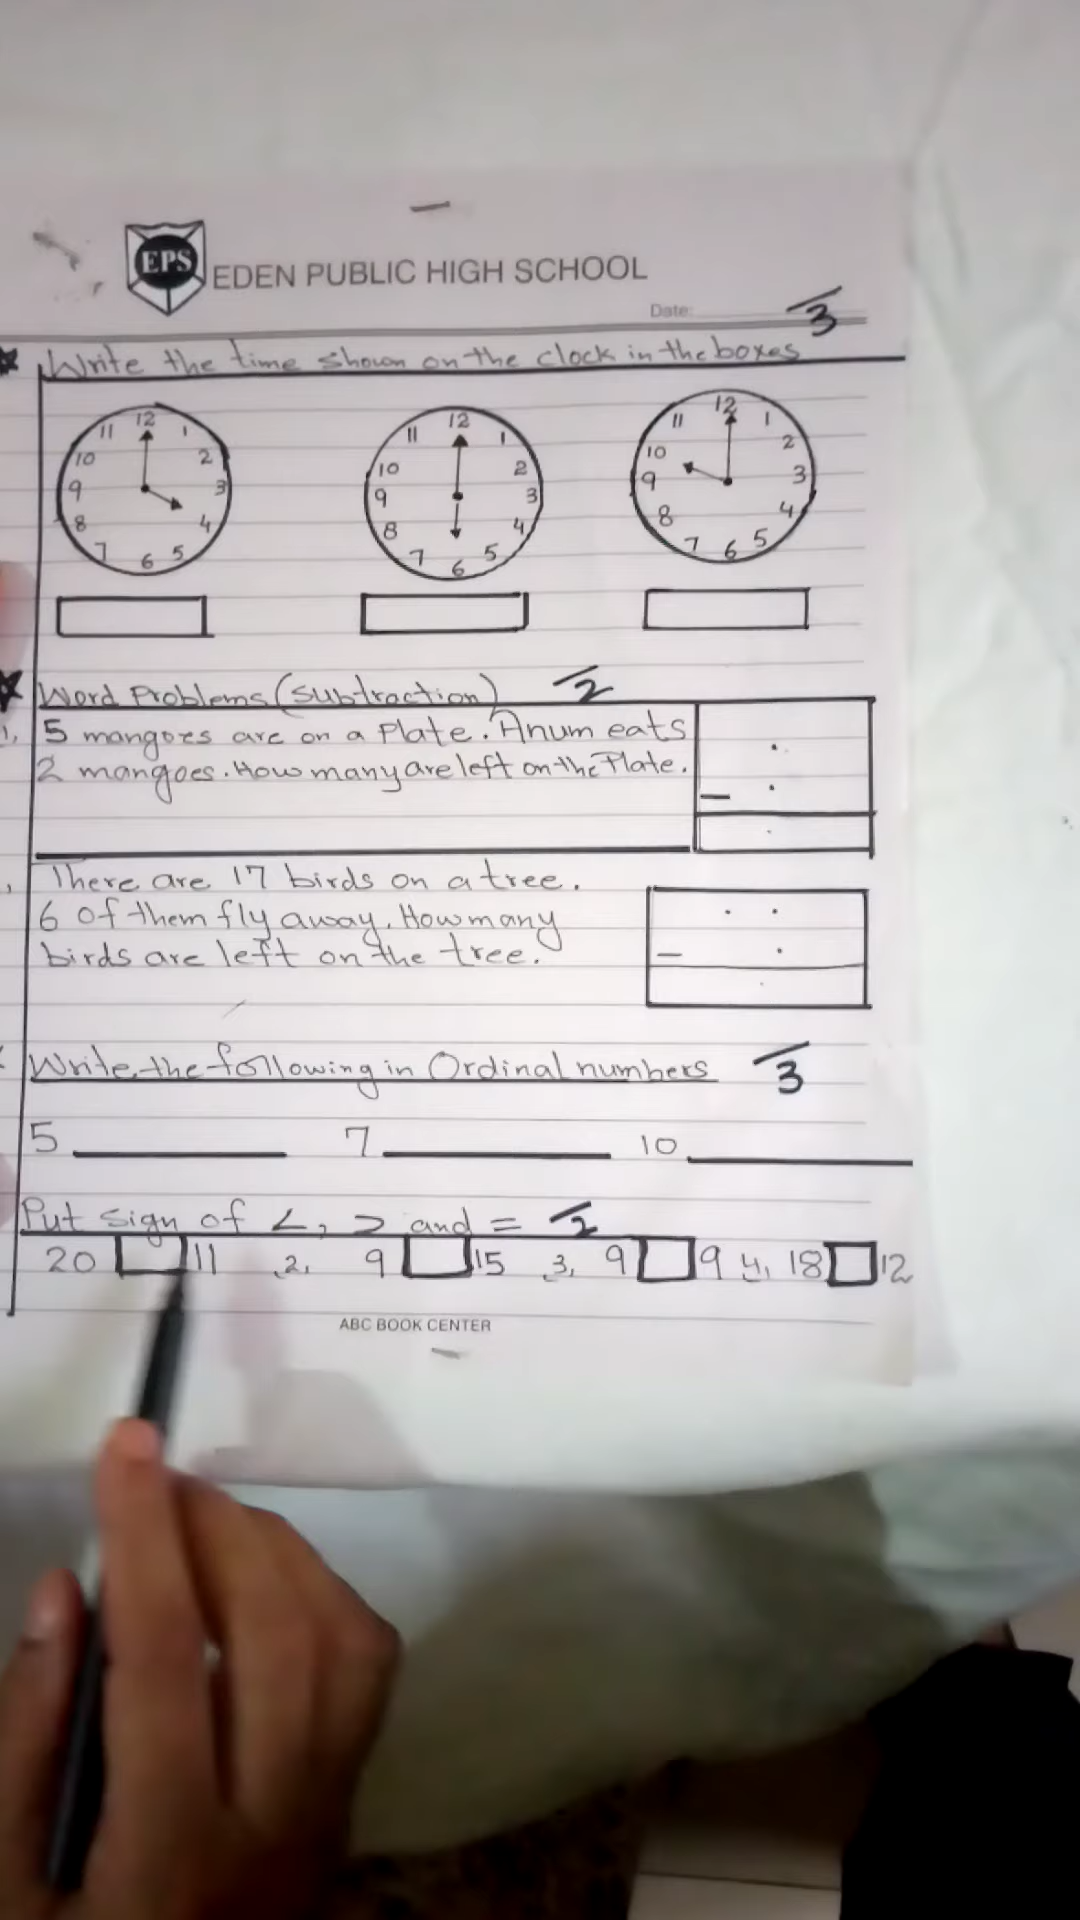 EPS EDEN PUBLIC HIGH SCHOOL
Date: /3
Write the time shown on the clock in the boxes
12 1 2 3 4 5 6 7 8 9 10 11
12 1 2 3 4 5 6 7 8 9 10 11
12 1 2 3 4 5 6 7 8 9 10 11
Word Problems (subtraction) /2
1, 5 mangoes are on a Plate. Anum eats
2 mangoes. How many are left on the Plate.
—
There are 17 birds on a tree.
6 of them fly away. How many
birds are left on the tree.
—
Write the following in Ordinal numbers /3
5 7 10
Put sign of <, > and = /2
20 11 2, 9 15 3, 9 9 4, 18 12
ABC BOOK CENTER